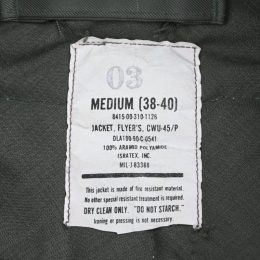 03
MEDIUM (38-40)
8415-00-310-1126
JACKET, FLYER'S, CWU-45/P
DLA100-90-C-0541
100% ARAMID POLYAMIDE
ISRATEX, INC.
MIL-J-83388
This jacket is made of fire resistant material.
No other special resistant treatment is required.
DRY CLEAN ONLY. "DO NOT STARCH."
Ironing or pressing is not necessary.